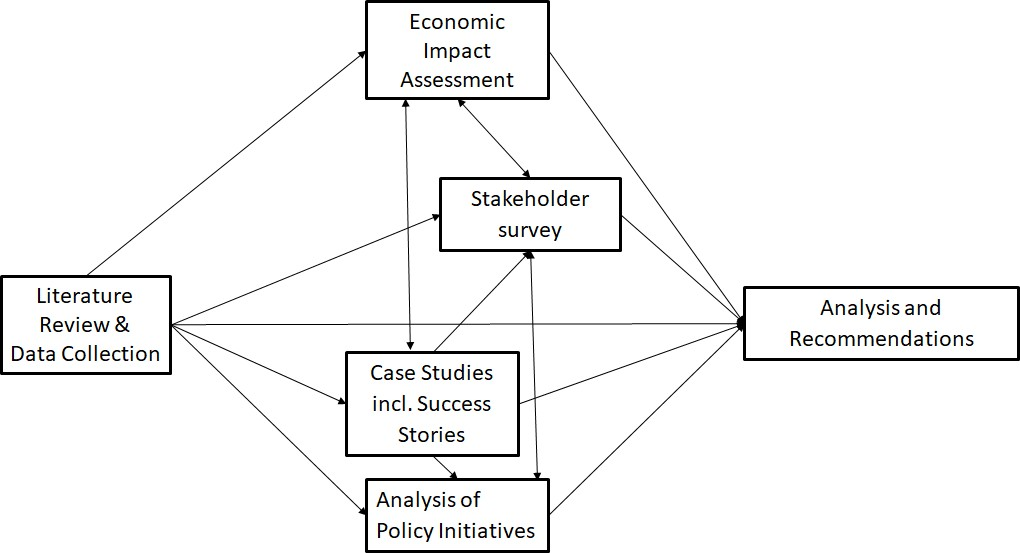 Economic
Impact
Assessment
Stakeholder
survey
Literature
Review &
Data Collection
Analysis and
Recommendations
Case Studies
incl. Success
Stories
Analysis of
Policy Initiatives